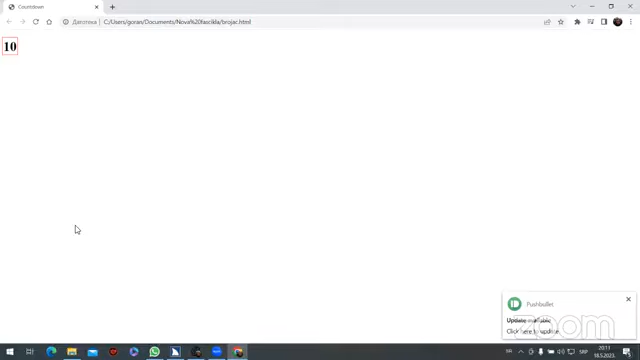 Countdown
Датотека
C:/Users/goran/Documents/Nova%20fascikla/brojac.html
10
Pushbullet
Update available
Click here to update.
zoom
SRP
20:11
18.5.2023.